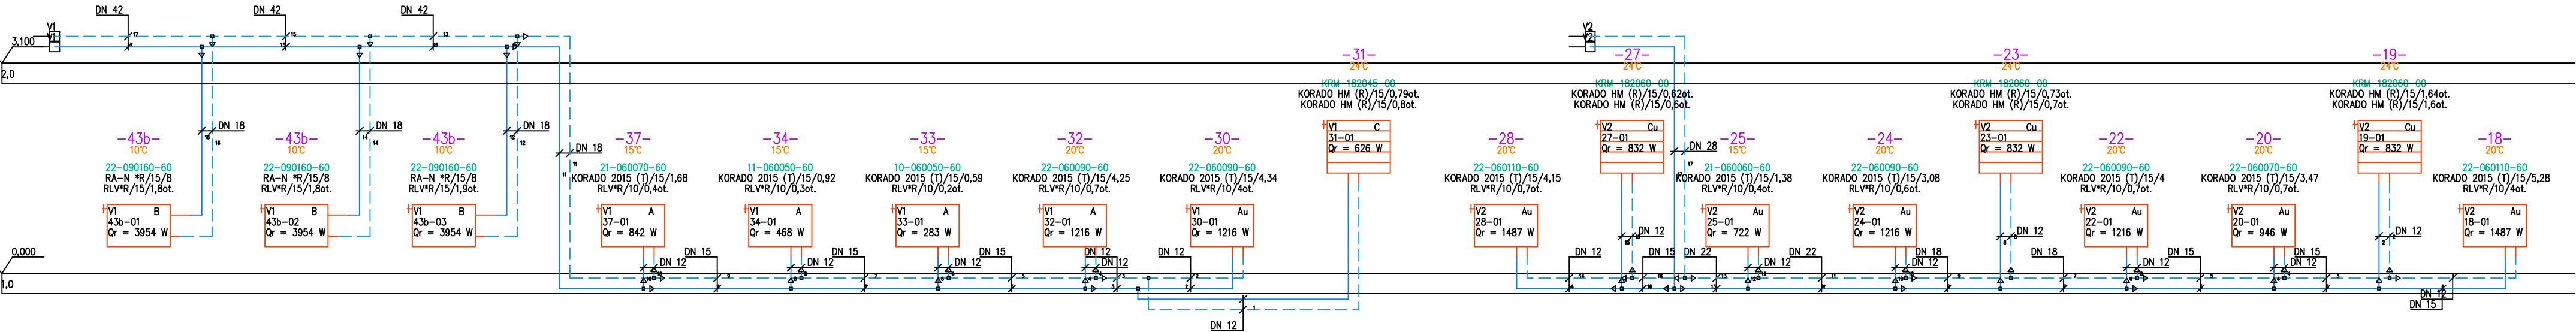 DN 42
DN 42
DN 42
V1
V1
3,100
2,0
V2
V2
-31-
24°C
KRM-182045-00
KORADO HM (R)/15/0,79ot.
KORADO HM (R)/15/0,8ot.
V1 C
31-01
Qr = 626 W
-27-
24°C
KRM-182060-00
KORADO HM (R)/15/0,62ot.
KORADO HM (R)/15/0,6ot.
V2 Cu
27-01
Qr = 832 W
-23-
24°C
KRM-182060-00
KORADO HM (R)/15/0,73ot.
KORADO HM (R)/15/0,7ot.
V2 Cu
23-01
Qr = 832 W
-19-
24°C
KRM-182060-00
KORADO HM (R)/15/1,64ot.
KORADO HM (R)/15/1,6ot.
V2 Cu
19-01
Qr = 832 W
DN 18
DN 18
DN 18
DN 18
DN 28
-43b-
10°C
22-090160-60
RA-N *R/15/8
RLV*R/15/1,8ot.
V1 B
43b-01
Qr = 3954 W
-43b-
10°C
22-090160-60
RA-N *R/15/8
RLV*R/15/1,8ot.
V1 B
43b-02
Qr = 3954 W
-43b-
10°C
22-090160-60
RA-N *R/15/8
RLV*R/15/1,9ot.
V1 B
43b-03
Qr = 3954 W
-37-
15°C
21-060070-60
KORADO 2015 (T)/15/1,68
RLV*R/10/0,4ot.
V1 A
37-01
Qr = 842 W
-34-
15°C
11-060050-60
KORADO 2015 (T)/15/0,92
RLV*R/10/0,3ot.
V1 A
34-01
Qr = 468 W
-33-
15°C
10-060050-60
KORADO 2015 (T)/15/0,59
RLV*R/10/0,2ot.
V1 A
33-01
Qr = 283 W
-32-
20°C
22-060090-60
KORADO 2015 (T)/15/4,25
RLV*R/10/0,7ot.
V1 A
32-01
Qr = 1216 W
-30-
20°C
22-060090-60
KORADO 2015 (T)/15/4,34
RLV*R/10/4ot.
V1 Au
30-01
Qr = 1216 W
-28-
20°C
22-060110-60
KORADO 2015 (T)/15/4,15
RLV*R/10/0,7ot.
V2 Au
28-01
Qr = 1487 W
-25-
15°C
21-060060-60
KORADO 2015 (T)/15/1,38
RLV*R/10/0,4ot.
V2 Au
25-01
Qr = 722 W
-24-
20°C
22-060090-60
KORADO 2015 (T)/15/3,08
RLV*R/10/0,6ot.
V2 Au
24-01
Qr = 1216 W
-22-
20°C
22-060090-60
KORADO 2015 (T)/15/4
RLV*R/10/0,7ot.
V2 Au
22-01
Qr = 1216 W
-20-
20°C
22-060070-60
KORADO 2015 (T)/15/3,47
RLV*R/10/0,7ot.
V2 Au
20-01
Qr = 946 W
-18-
20°C
22-060110-60
KORADO 2015 (T)/15/5,28
RLV*R/10/4ot.
V2 Au
18-01
Qr = 1487 W
DN 12
DN 12
DN 12
0,000
1,0
DN 12
DN 15
DN 12
DN 15
DN 12
DN 15
DN 12
DN 12
DN 12
DN 12
DN 12
DN 15
DN 22
DN 12
DN 22
DN 18
DN 12
DN 18
DN 12
DN 15
DN 12
DN 15
DN 12
DN 15